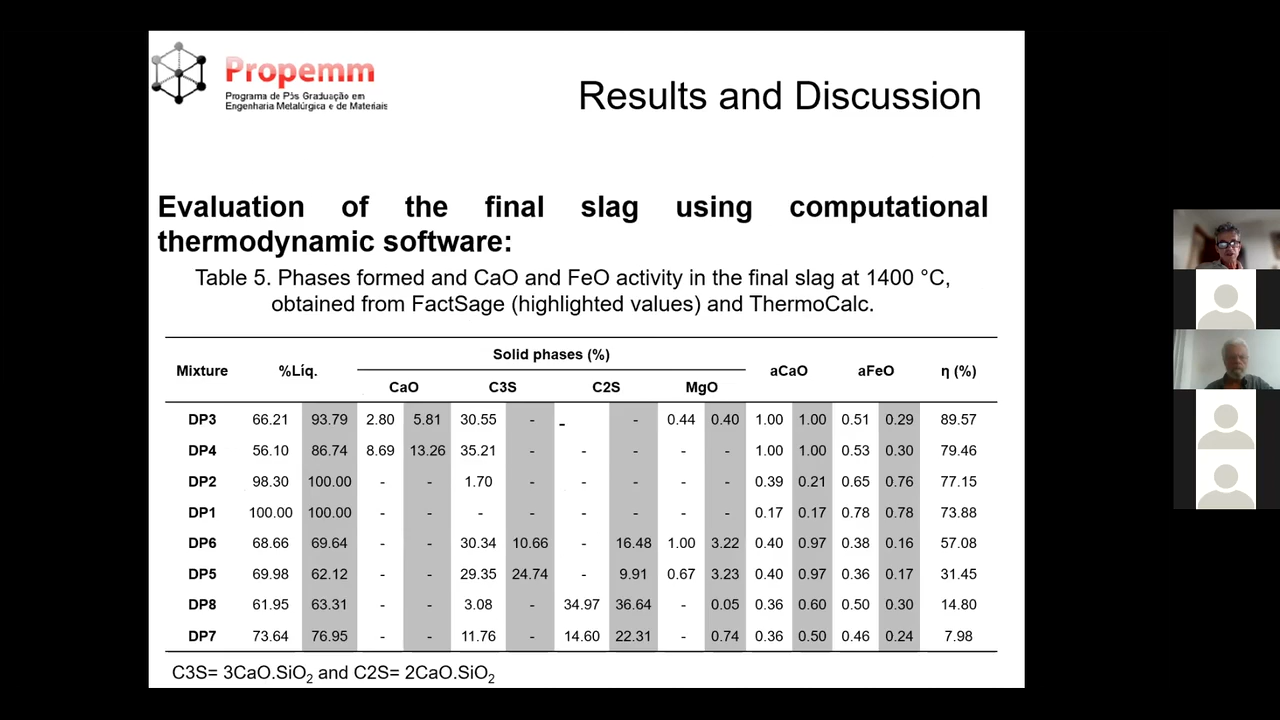 Propemm
Programa de Pós Graduação em
Engenharia Metalúrgica e de Materiais
Results and Discussion
Evaluation of the final slag using computational
thermodynamic software:
Table 5. Phases formed and CaO and FeO activity in the final slag at 1400 °C,
obtained from FactSage (highlighted values) and ThermoCalc.
Mixture %Líq. Solid phases (%) aCaO aFeO η (%)
CaO C3S C2S MgO
DP3 66.21 93.79 2.80 5.81 30.55 - - - 0.44 0.40 1.00 1.00 0.51 0.29 89.57
DP4 56.10 86.74 8.69 13.26 35.21 - - - - - 1.00 1.00 0.53 0.30 79.46
DP2 98.30 100.00 - - 1.70 - - - - - 0.39 0.21 0.65 0.76 77.15
DP1 100.00 100.00 - - - - - - - - 0.17 0.17 0.78 0.78 73.88
DP6 68.66 69.64 - - 30.34 10.66 - 16.48 1.00 3.22 0.40 0.97 0.38 0.16 57.08
DP5 69.98 62.12 - - 29.35 24.74 - 9.91 0.67 3.23 0.40 0.97 0.36 0.17 31.45
DP8 61.95 63.31 - - 3.08 - 34.97 36.64 - 0.05 0.36 0.60 0.50 0.30 14.80
DP7 73.64 76.95 - - 11.76 - 14.60 22.31 - 0.74 0.36 0.50 0.46 0.24 7.98
C3S= 3CaO.SiO₂ and C2S= 2CaO.SiO₂